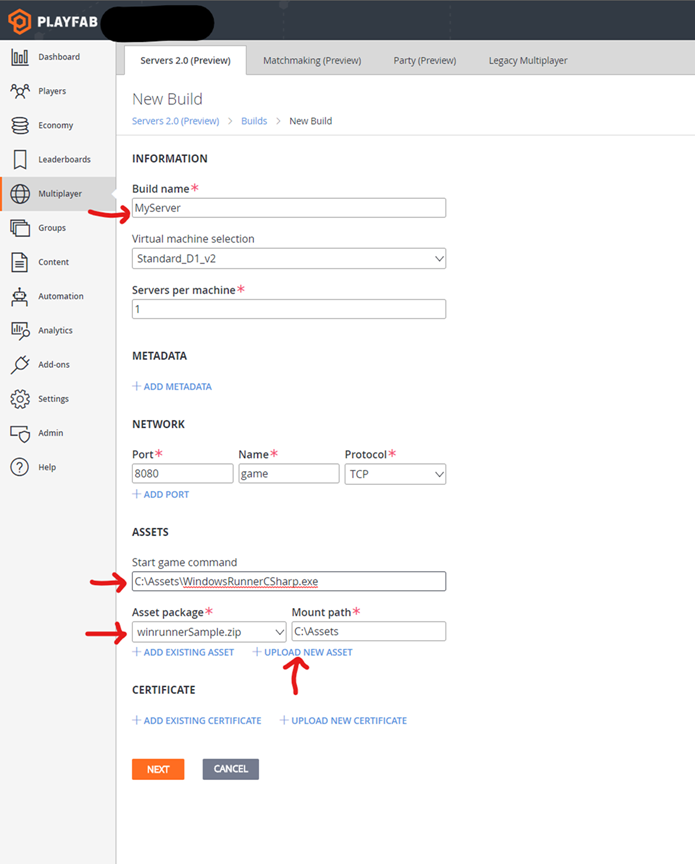 PLAYFAB
Dashboard
Players
Economy
Leaderboards
Multiplayer
Groups
Content
Automation
Analytics
Add-ons
Settings
Admin
Help
Servers 2.0 (Preview) Matchmaking (Preview) Party (Preview) Legacy Multiplayer
New Build
Servers 2.0 (Preview) > Builds > New Build
INFORMATION
Build name*
MyServer
Virtual machine selection
Standard_D1_v2
Servers per machine*
1
METADATA
+ ADD METADATA
NETWORK
Port* Name* Protocol*
8080 game TCP
+ ADD PORT
ASSETS
Start game command
C:\Assets\WindowsRunnerCSharp.exe
Asset package* Mount path*
winrunnerSample.zip C:\Assets
+ ADD EXISTING ASSET + UPLOAD NEW ASSET
CERTIFICATE
+ ADD EXISTING CERTIFICATE + UPLOAD NEW CERTIFICATE
NEXT CANCEL